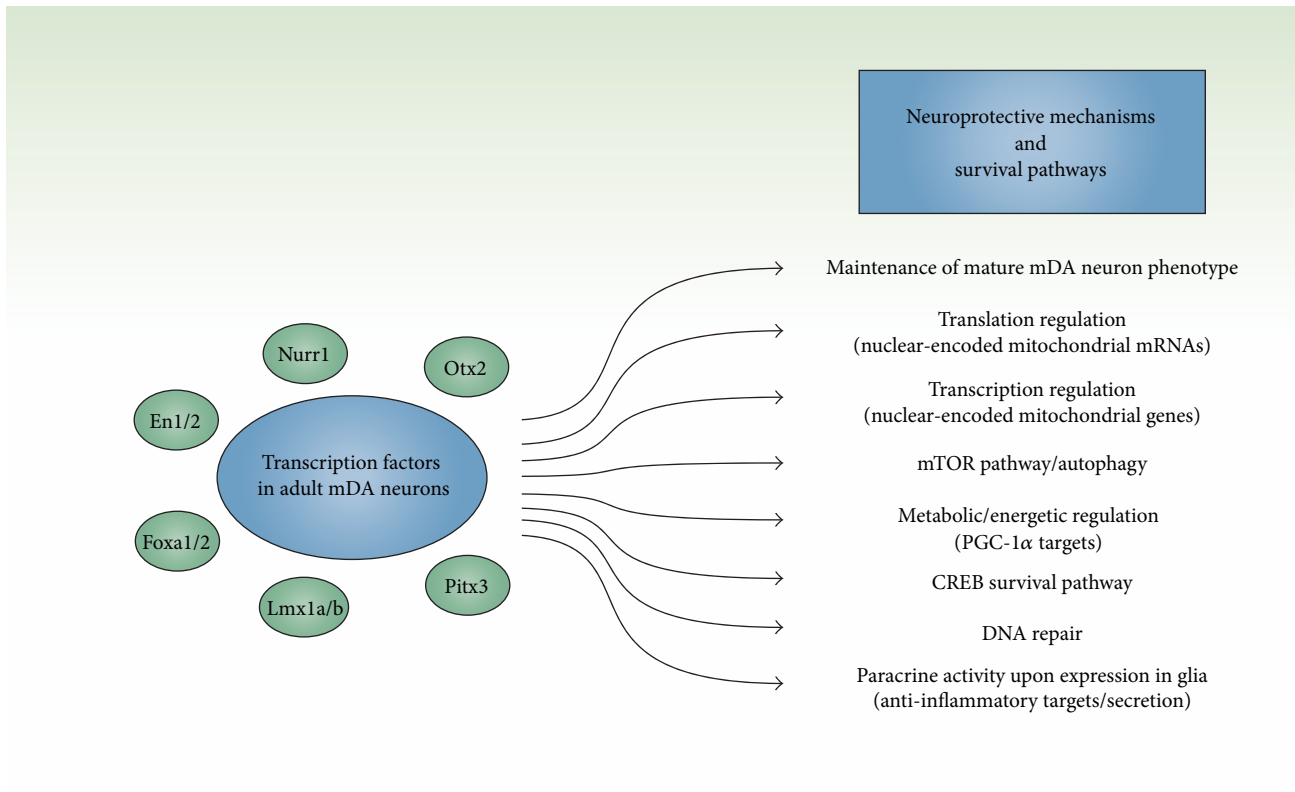 Neuroprotective mechanisms
and
survival pathways
Maintenance of mature mDA neuron phenotype
Translation regulation
(nuclear-encoded mitochondrial mRNAs)
Transcription regulation
(nuclear-encoded mitochondrial genes)
mTOR pathway/autophagy
Metabolic/energetic regulation
(PGC-1α targets)
CREB survival pathway
DNA repair
Paracrine activity upon expression in glia
(anti-inflammatory targets/secretion)
Nurr1
Otx2
En1/2
Transcription factors
in adult mDA neurons
Foxa1/2
Pitx3
Lmx1a/b